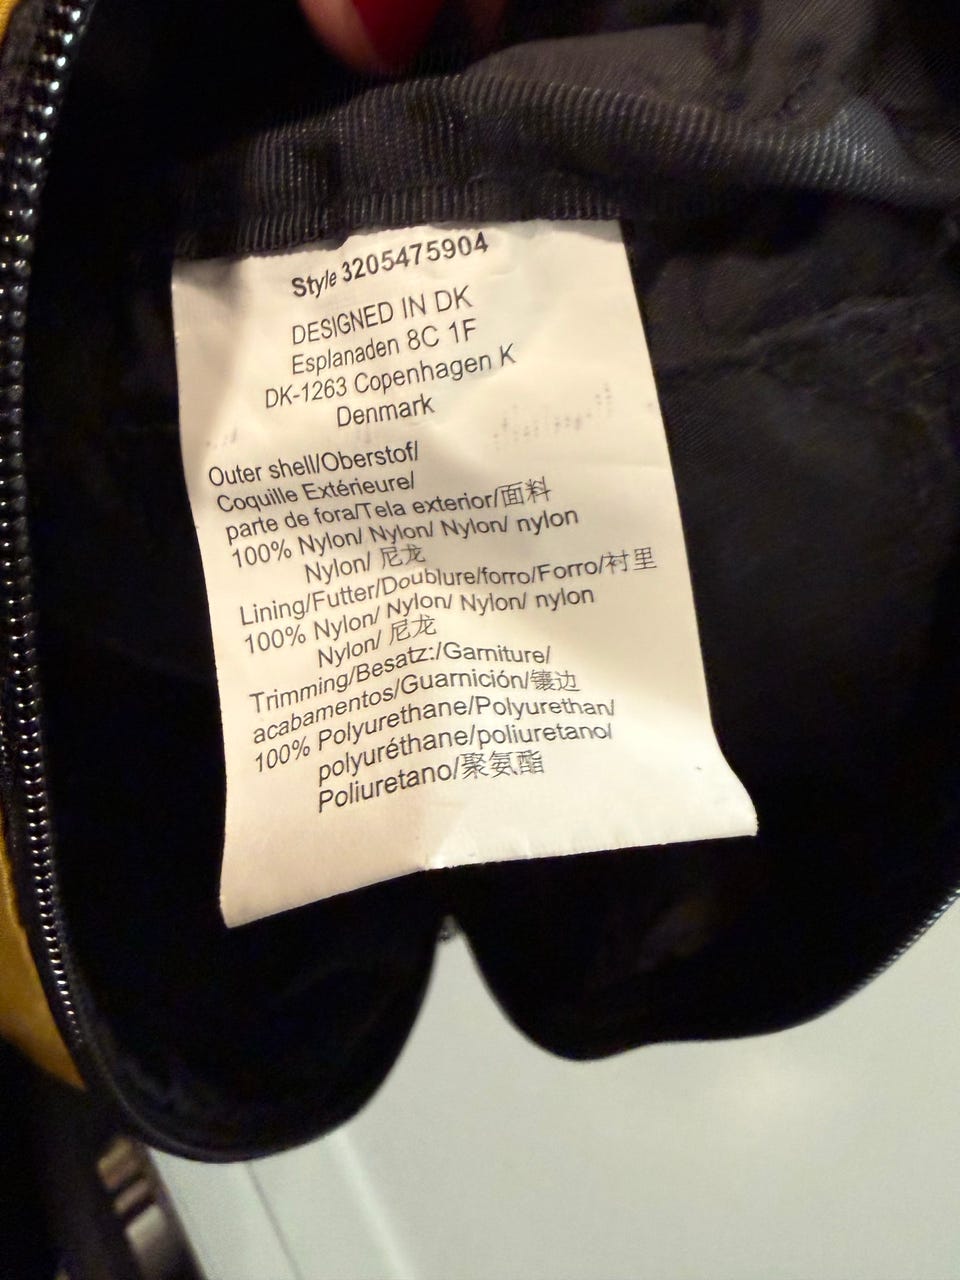 Style 3205475904
DESIGNED IN DK
Esplanaden 8C 1F
DK-1263 Copenhagen K
Denmark
Outer shell/Oberstof/
Coquille Extérieure/
parte de fora/Tela exterior/面料
100% Nylon/ Nylon/ Nylon/ nylon
Nylon/ 尼龙
Lining/Futter/Doublure/forro/Forro/衬里
100% Nylon/ Nylon/ Nylon/ nylon
Nylon/ 尼龙
Trimming/Besatz:/Garniture/
acabamentos/Guarnición/镶边
100% Polyurethane/Polyurethan/
polyuréthane/poliuretano/
Poliuretano/聚氨酯